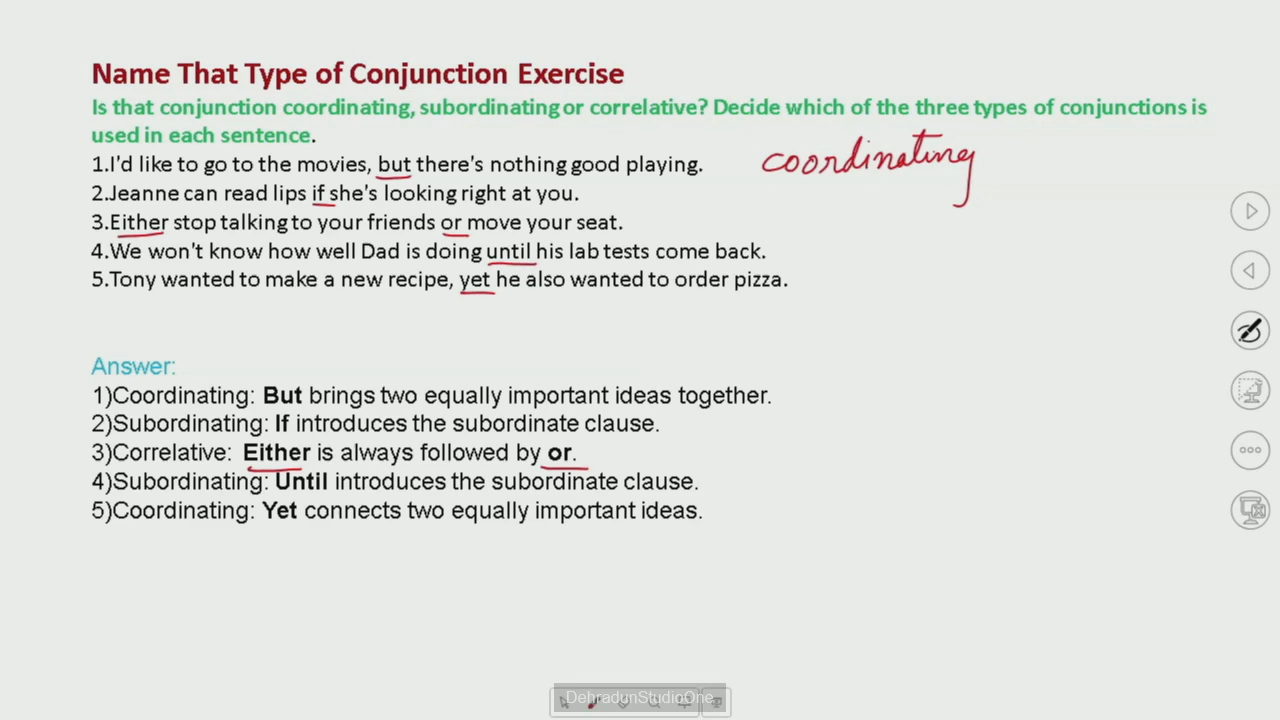 Name That Type of Conjunction Exercise
Is that conjunction coordinating, subordinating or correlative? Decide which of the three types of conjunctions is
used in each sentence.
1.I'd like to go to the movies, but there's nothing good playing.
coordinating
2.Jeanne can read lips if she's looking right at you.
3.Either stop talking to your friends or move your seat.
4.We won't know how well Dad is doing until his lab tests come back.
5.Tony wanted to make a new recipe, yet he also wanted to order pizza.
Answer:
1)Coordinating: But brings two equally important ideas together.
2)Subordinating: If introduces the subordinate clause.
3)Correlative: Either is always followed by or.
4)Subordinating: Until introduces the subordinate clause.
5)Coordinating: Yet connects two equally important ideas.
DehradunStudioOne